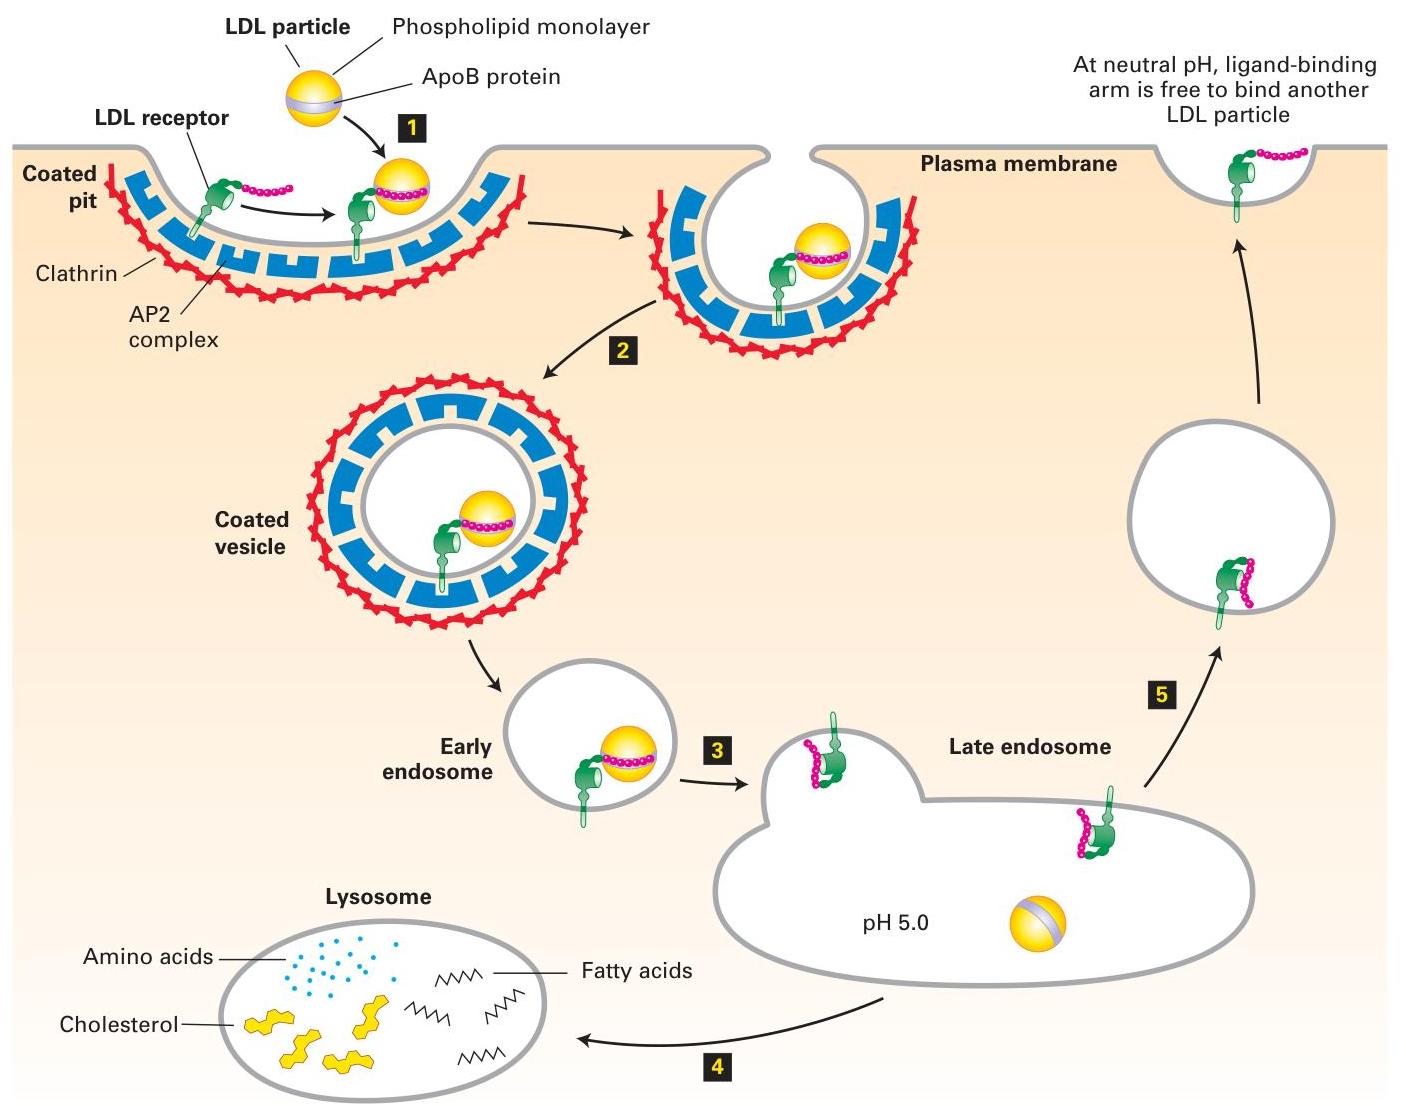 LDL particle
Phospholipid monolayer
ApoB protein
LDL receptor
1
At neutral pH, ligand-binding
arm is free to bind another
LDL particle
Coated
pit
Plasma membrane
Clathrin
AP2
complex
2
Coated
vesicle
Early
endosome
3
Late endosome
5
pH 5.0
Lysosome
Amino acids
Fatty acids
Cholesterol
4